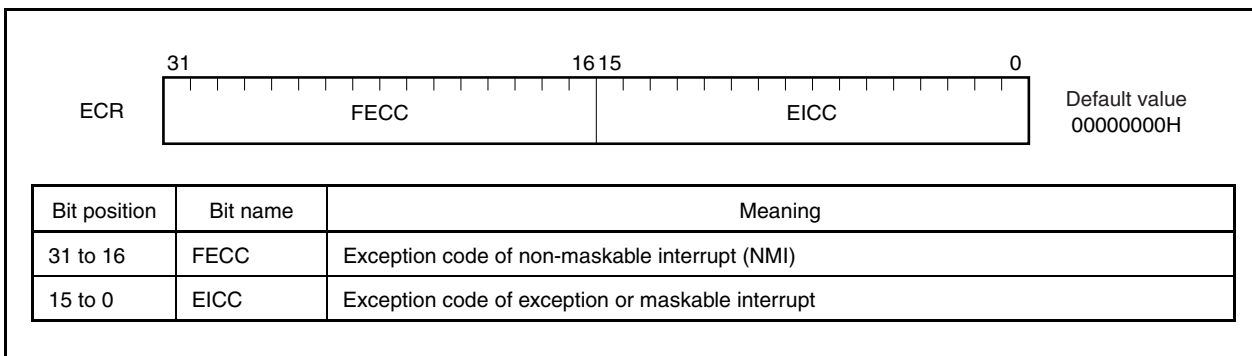 31 16 15 0
ECR FECC EICC Default value
00000000H
Bit position Bit name Meaning
31 to 16 FECC Exception code of non-maskable interrupt (NMI)
15 to 0 EICC Exception code of exception or maskable interrupt